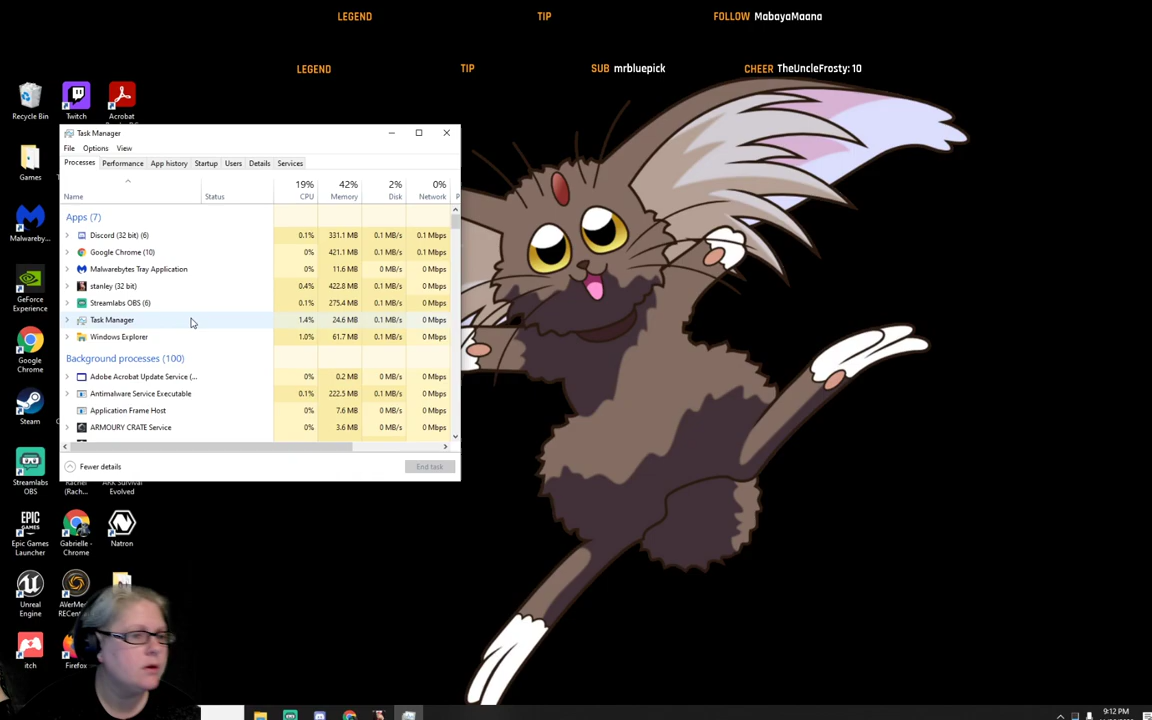 LEGEND TIP FOLLOW MabayaMaana
LEGEND TIP SUB mrbluepick CHEER TheUncleFrosty: 10
Recycle Bin
Twitch
Acrobat
Games
Malwareby...
GeForce
Experience
Google
Chrome
Steam
Streamlabs
OBS
(Rach...
ARK Survival
Evolved
Epic Games
Launcher
Gabrielle -
Chrome
Natron
Unreal
Engine
AVerMe
RECen
itch
Firefox
Task Manager
File Options View
Processes Performance App history Startup Users Details Services
19% 42% 2% 0%
Name Status CPU Memory Disk Network P
Apps (7)
Discord (32 bit) (6) 0.1% 331.1 MB 0.1 MB/s 0.1 Mbps
Google Chrome (10) 0% 421.1 MB 0.1 MB/s 0.1 Mbps
Malwarebytes Tray Application 0% 11.6 MB 0 MB/s 0 Mbps
stanley (32 bit) 0.4% 422.8 MB 0.1 MB/s 0 Mbps
Streamlabs OBS (6) 0.1% 275.4 MB 0.1 MB/s 0 Mbps
Task Manager 1.4% 24.6 MB 0.1 MB/s 0 Mbps
Windows Explorer 1.0% 61.7 MB 0.1 MB/s 0 Mbps
Background processes (100)
Adobe Acrobat Update Service (... 0% 0.2 MB 0 MB/s 0 Mbps
Antimalware Service Executable 0.1% 222.5 MB 0.1 MB/s 0 Mbps
Application Frame Host 0% 7.6 MB 0 MB/s 0 Mbps
ARMOURY CRATE Service 0% 3.6 MB 0 MB/s 0 Mbps
Fewer details End task
9:12 PM